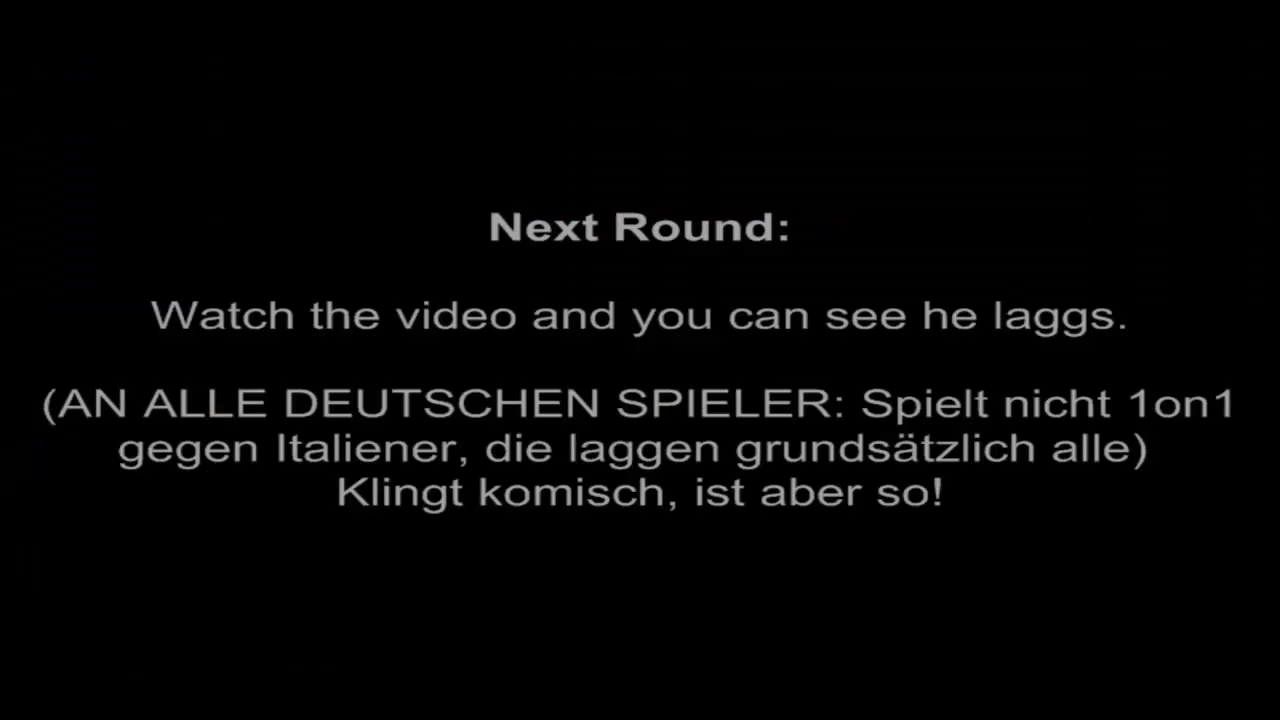 Next Round:
Watch the video and you can see he laggs.
(AN ALLE DEUTSCHEN SPIELER: Spielt nicht 1on1
gegen Italiener, die laggen grundsätzlich alle)
Klingt komisch, ist aber so!